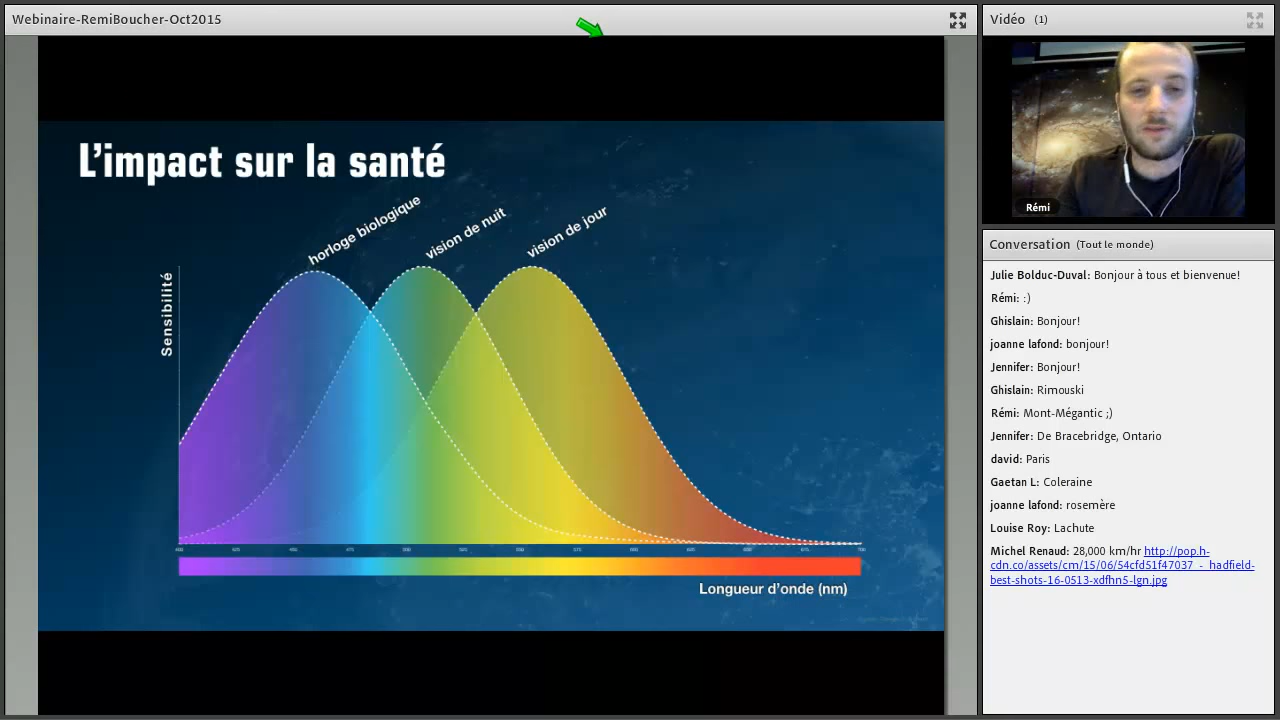 Webinaire-RemiBoucher-Oct2015
L'impact sur la santé
horloge biologique
vision de nuit
vision de jour
Sensibilité
Longueur d'onde (nm)
Vidéo (1)
Rémi
Conversation (Tout le monde)
Julie Bolduc-Duval: Bonjour à tous et bienvenue!
Rémi: :)
Ghislain: Bonjour!
joanne lafond: bonjour!
Jennifer: Bonjour!
Ghislain: Rimouski
Rémi: Mont-Mégantic ;)
Jennifer: De Bracebridge, Ontario
david: Paris
Gaetan L: Coleraine
joanne lafond: rosemère
Louise Roy: Lachute
Michel Renaud: 28,000 km/hr http://pop.h-
cdn.co/assets/cm/15/06/54cfd51f47037_-_hadfield-
best-shots-16-0513-xdfhn5-lgn.jpg